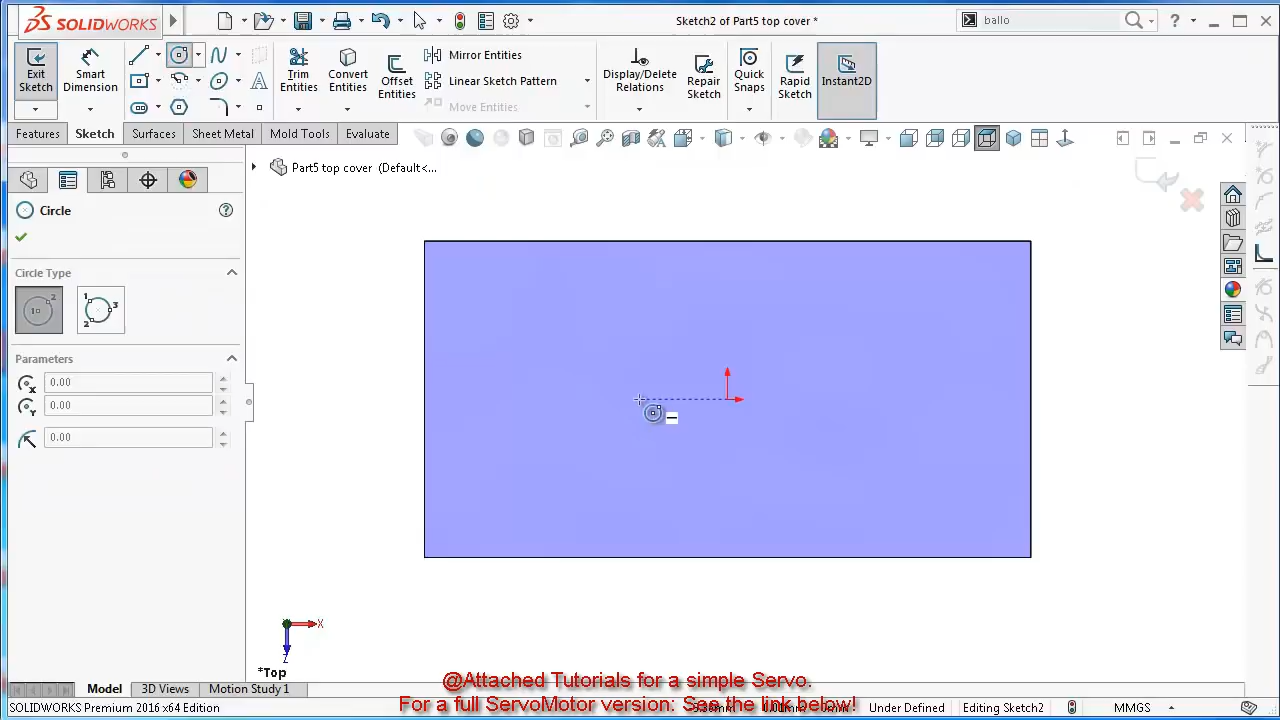 SOLIDWORKS
Sketch2 of Part5 top cover *
ballo
Exit Sketch
Smart Dimension
Trim Entities
Convert Entities
Offset Entities
Mirror Entities
Linear Sketch Pattern
Move Entities
Display/Delete Relations
Repair Sketch
Quick Snaps
Rapid Sketch
Instant2D
Features
Sketch
Surfaces
Sheet Metal
Mold Tools
Evaluate
Part5 top cover (Default<...
Circle
Circle Type
Parameters
0.00
0.00
0.00
X
Z
*Top
Model
3D Views
Motion Study 1
@Attached Tutorials for a simple Servo.
For a full ServoMotor version: See the link below!
SOLIDWORKS Premium 2016 x64 Edition
Under Defined
Editing Sketch2
MMGS